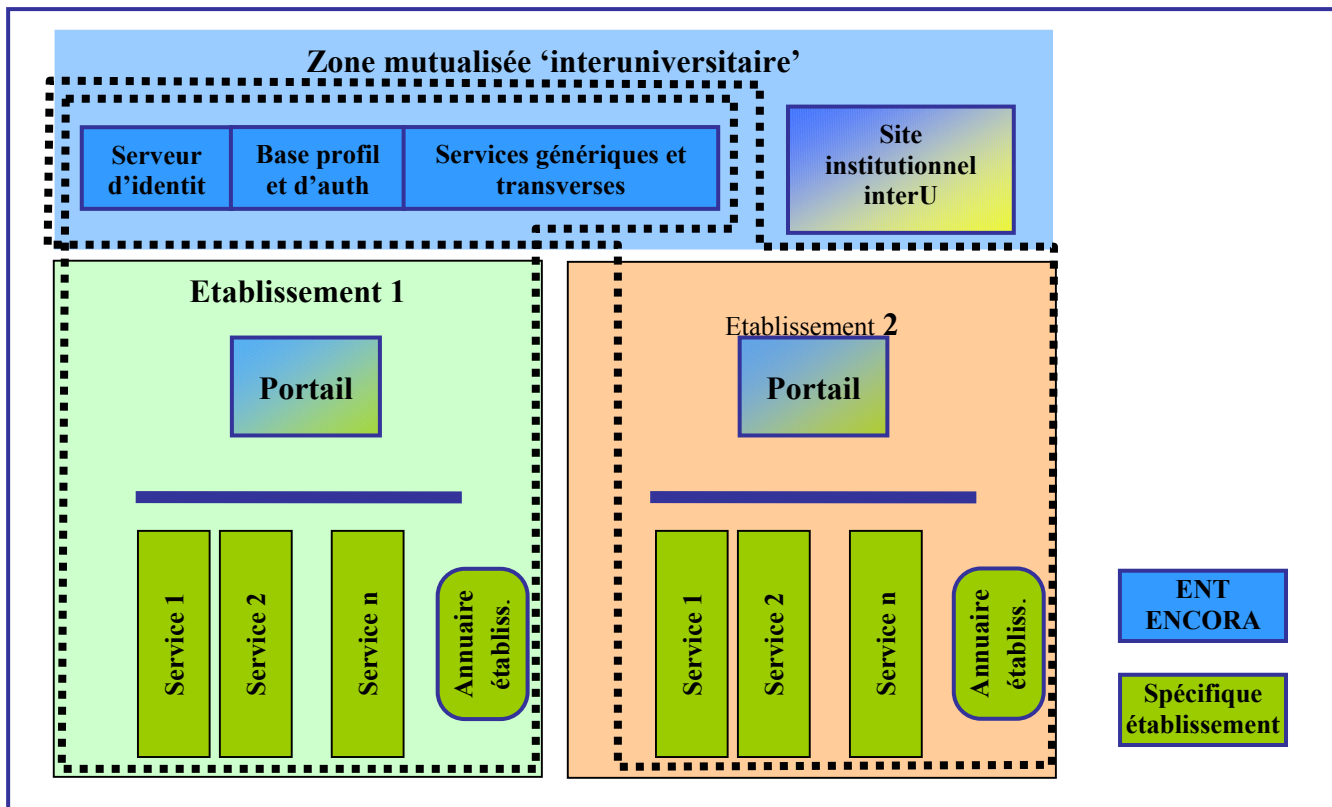 Zone mutualisée ‘interuniversitaire’
Serveur
d’identit
Base profil
et d’auth
Services génériques et
transverses
Site
institutionnel
interU
Etablissement 1
Portail
Service 1
Service 2
Service n
Annuaire
établiss.
Etablissement 2
Portail
Service 1
Service 2
Service n
Annuaire
établiss.
ENT
ENCORA
Spécifique
établissement